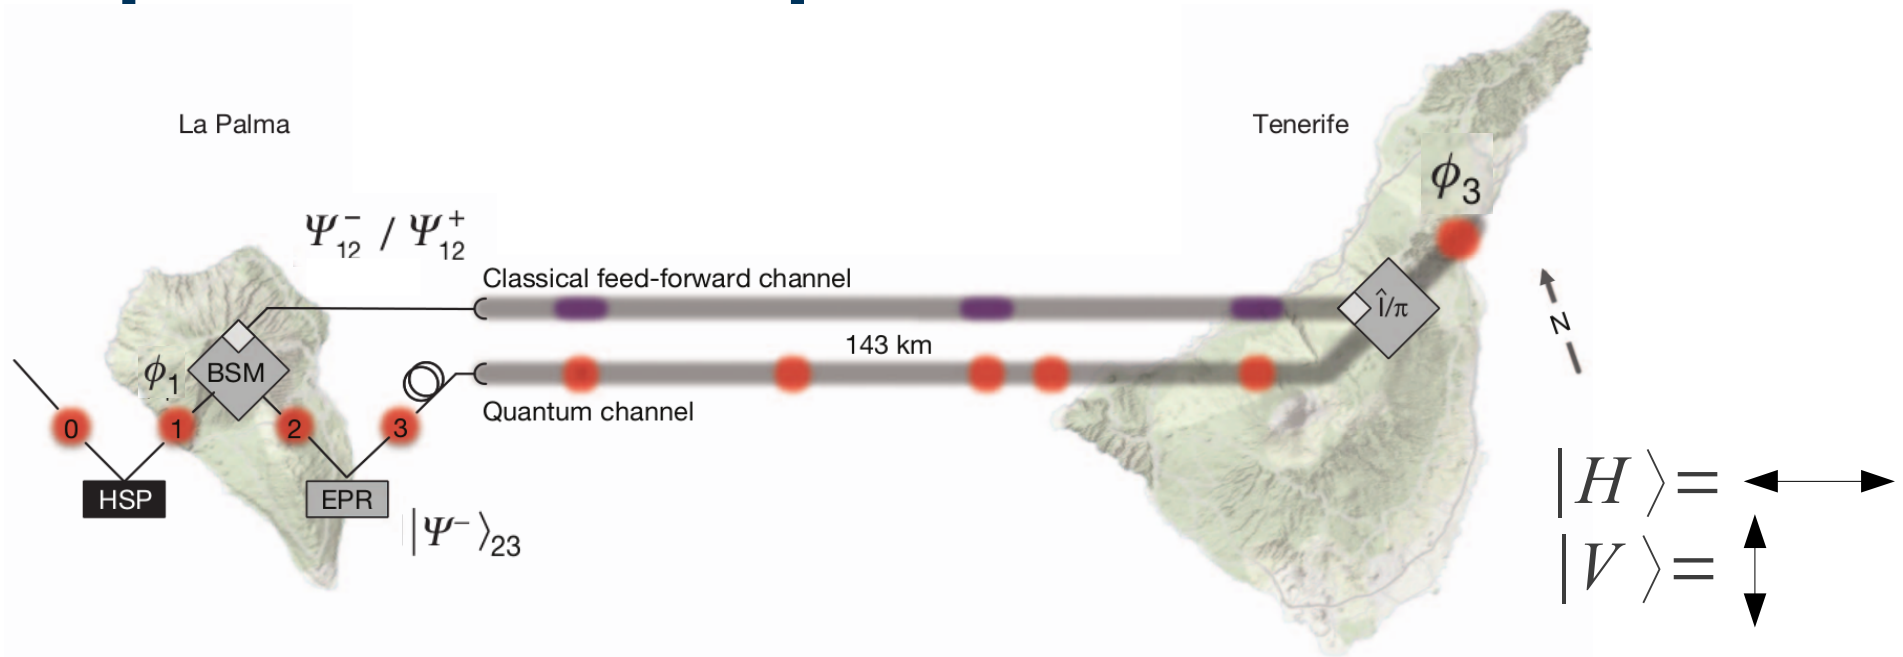 La Palma
Tenerife
ϕ3
Ψ⁻12 / Ψ⁺12
Classical feed-forward channel
Î/π
143 km
N
ϕ1
BSM
Quantum channel
0
1
2
3
HSP
EPR
|Ψ⁻⟩23
|H⟩=
|V⟩=